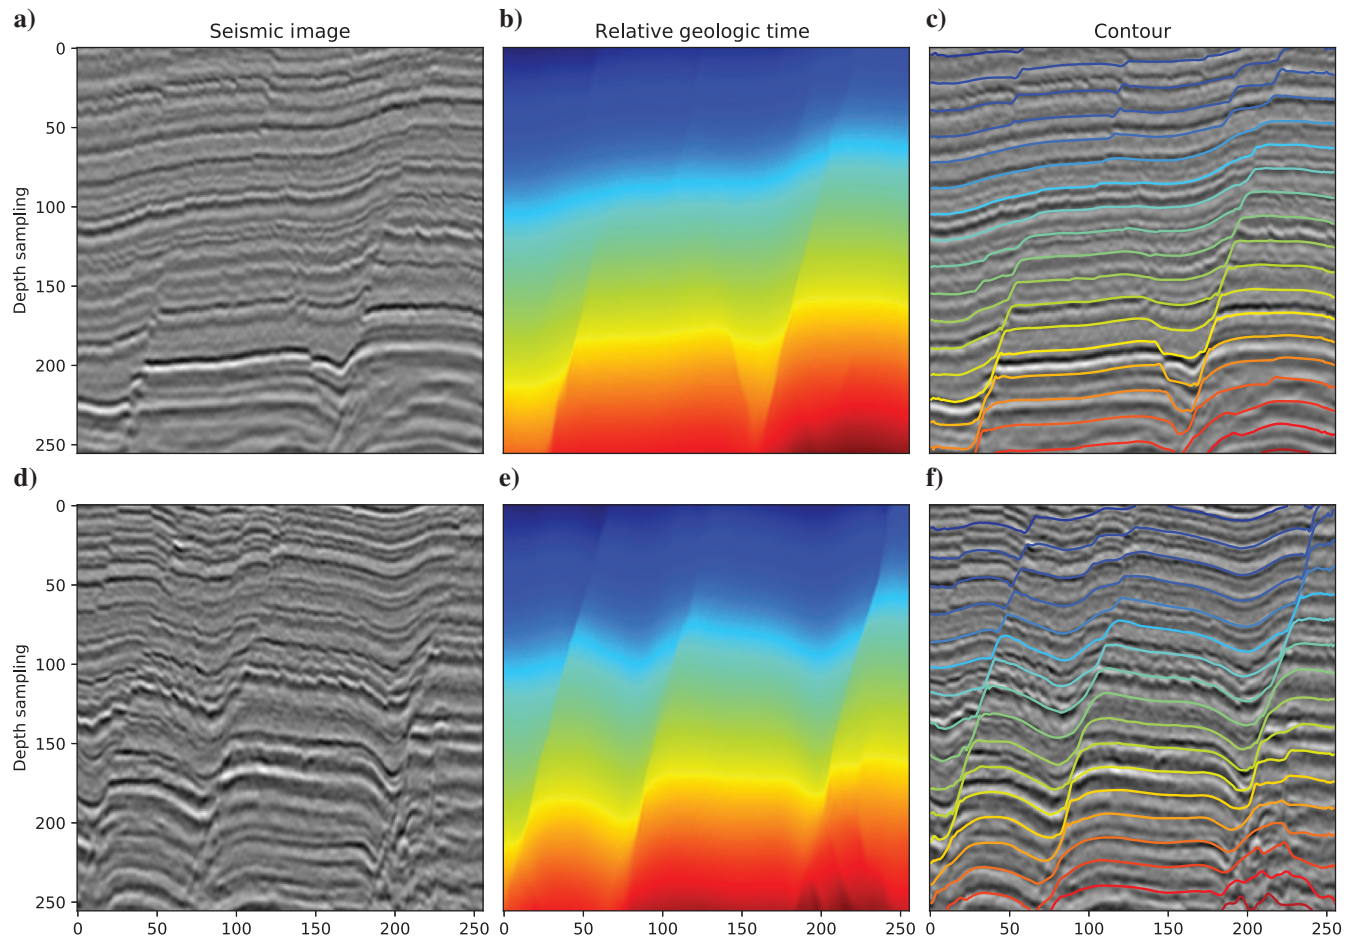 a)
b)
c)
Seismic image
Relative geologic time
Contour
0
50
100
150
200
250
Depth sampling
d)
e)
f)
0
50
100
150
200
250
Depth sampling
0 50 100 150 200 250
0 50 100 150 200 250
0 50 100 150 200 250